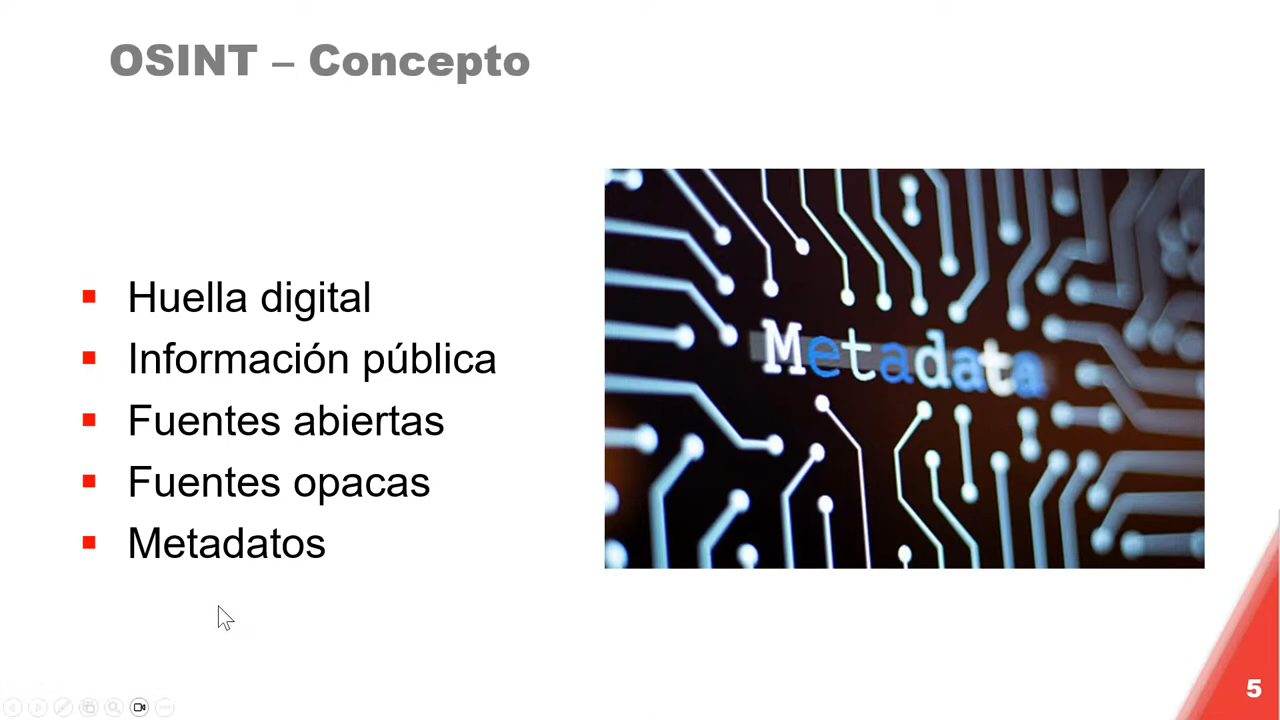 OSINT – Concepto
Huella digital
Información pública
Fuentes abiertas
Fuentes opacas
Metadatos
Metadata
5